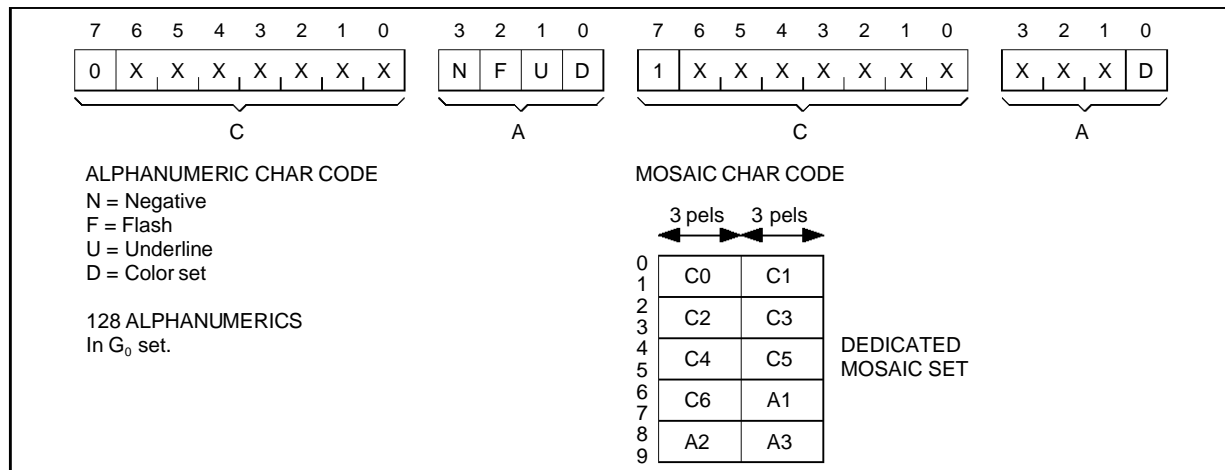 7 6 5 4 3 2 1 0 3 2 1 0 7 6 5 4 3 2 1 0 3 2 1 0
0 X X X X X X X N F U D 1 X X X X X X X X X X D
C A C A
ALPHANUMERIC CHAR CODE
N = Negative
F = Flash
U = Underline
D = Color set
128 ALPHANUMERICS
In G₀ set.
MOSAIC CHAR CODE
3 pels 3 pels
0
1
C0 C1
2
3
C2 C3
4
5
C4 C5
6
7
C6 A1
8
9
A2 A3
DEDICATED
MOSAIC SET